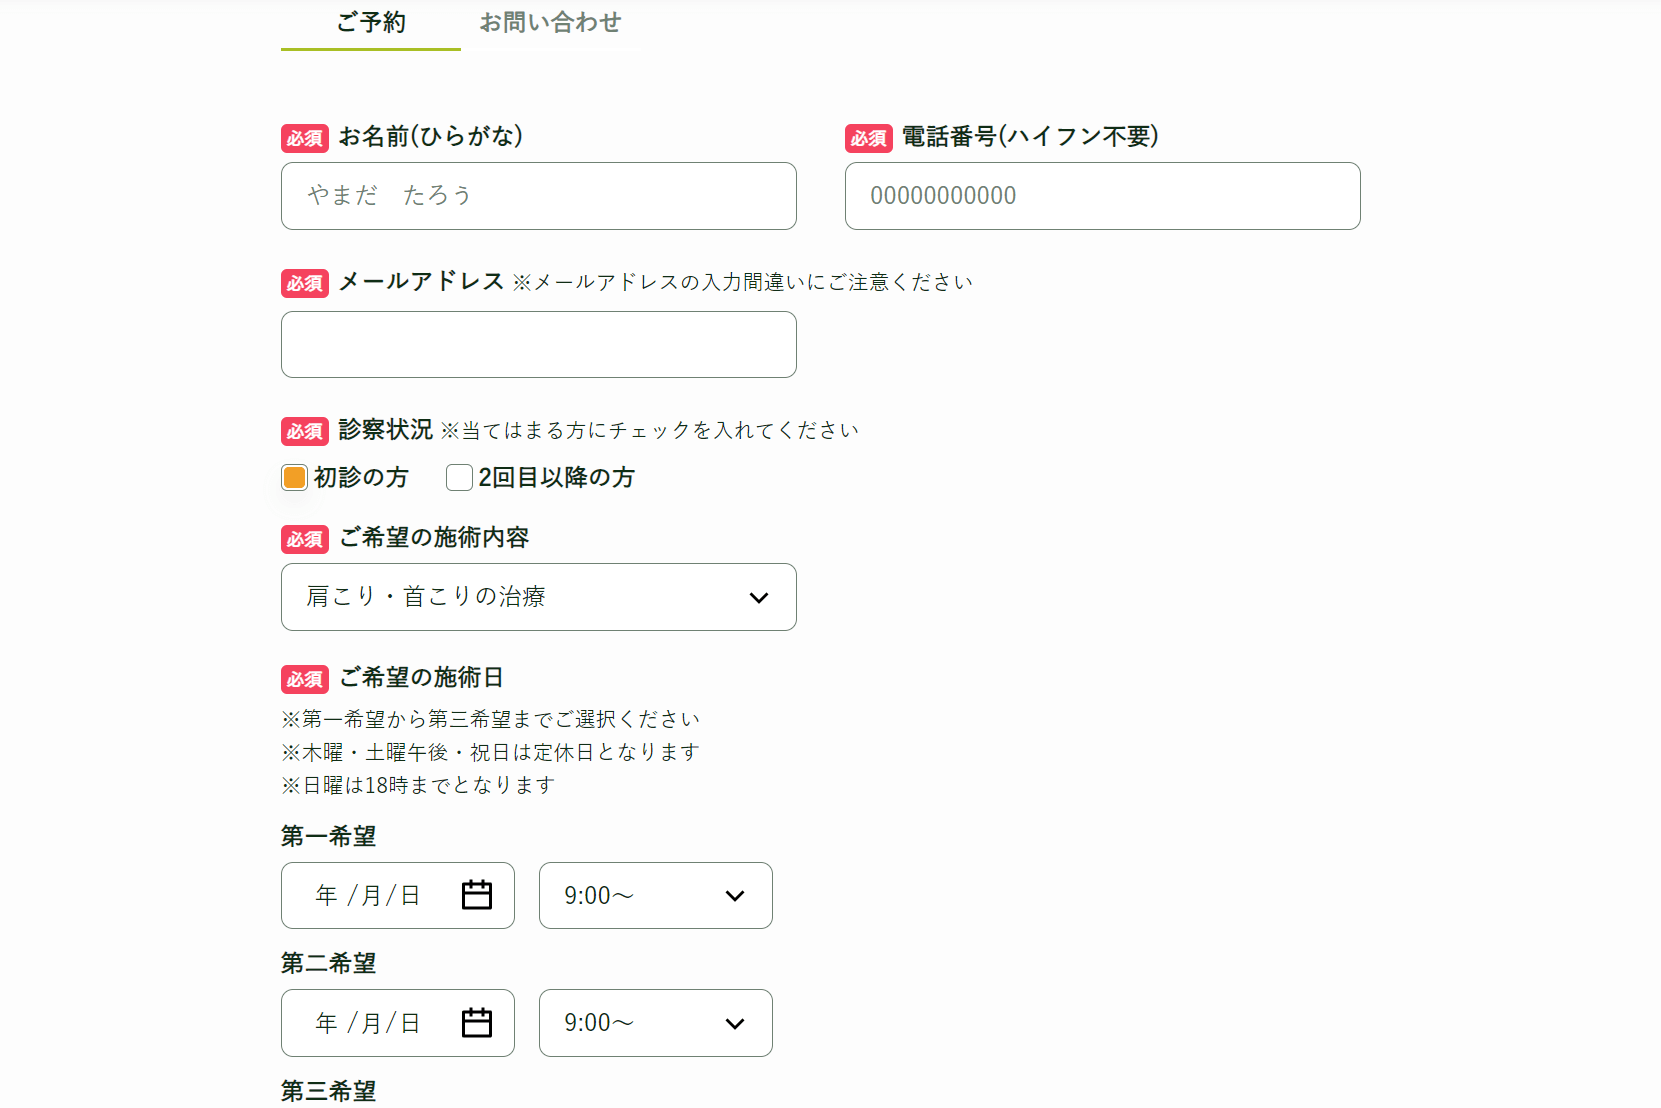 ご予約 お問い合わせ
必須 お名前(ひらがな)
やまだ　たろう
必須 電話番号(ハイフン不要)
00000000000
必須 メールアドレス ※メールアドレスの入力間違いにご注意ください
必須 診察状況 ※当てはまる方にチェックを入れてください
初診の方 2回目以降の方
必須 ご希望の施術内容
肩こり・首こりの治療
必須 ご希望の施術日
※第一希望から第三希望までご選択ください
※木曜・土曜午後・祝日は定休日となります
※日曜は18時までとなります
第一希望
年 /月/日 9:00～
第二希望
年 /月/日 9:00～
第三希望